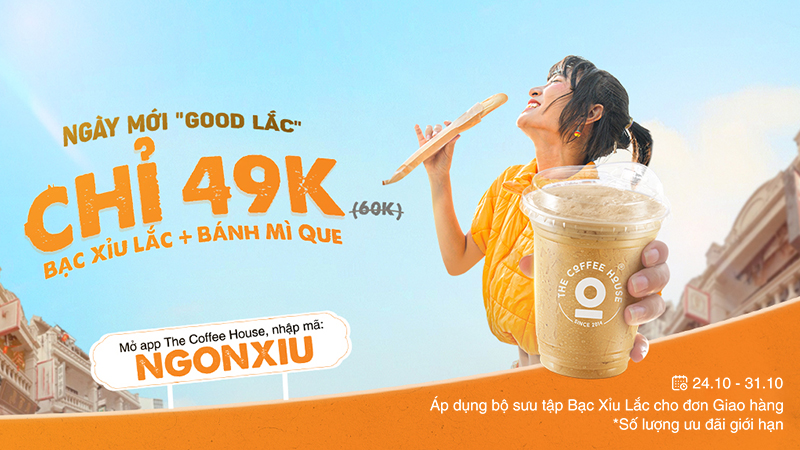 NGÀY MỚI "GOOD LẮC"
CHỈ 49K
(60K)
BẠC XỈU LẮC + BÁNH MÌ QUE
Mở app The Coffee House, nhập mã:
NGONXIU
THE COFFEE HOUSE
®
SINCE 2014
24.10 - 31.10
Áp dụng bộ sưu tập Bạc Xỉu Lắc cho đơn Giao hàng
*Số lượng ưu đãi giới hạn